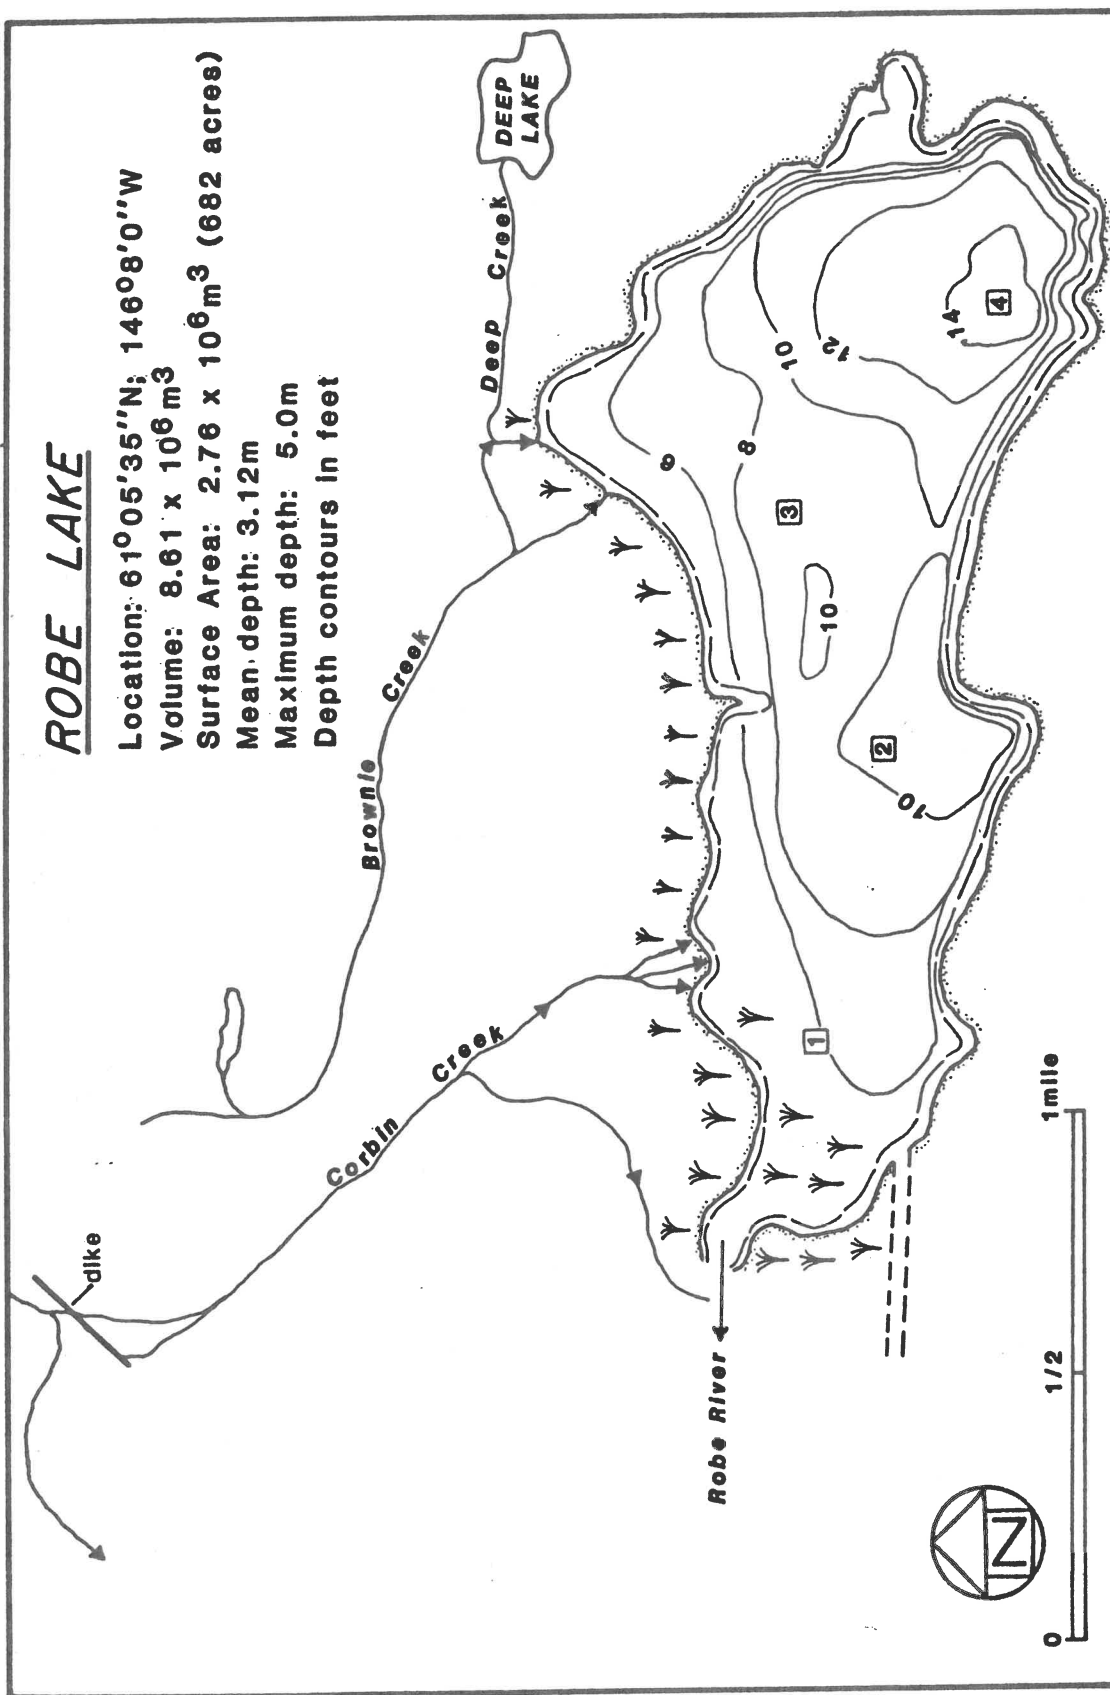 ROBE LAKE
Location: 61°05'35"N; 146°8'0"W
Volume: 8.61 x 10⁶m³
Surface Area: 2.76 x 10⁶m³ (682 acres)
Mean depth: 3.12m
Maximum depth: 5.0m
Depth contours in feet
DEEP
LAKE
Deep Creek
Brownie Creek
Corbin Creek
dike
Robe River
6
8
10
12
14
10
10
1
2
3
4
N
0
1/2
1mile